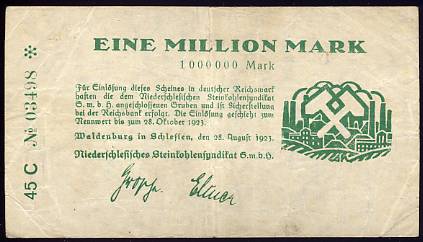 EINE MILLION MARK
1000000 Mark
Für Einlösung dieses Scheines in deutscher Reichsmark
haften die dem Niederschlesischen Steinkohlensyndikat
G. m. b. H. angeschlossenen Gruben und ist Sicherstellung
bei der Reichsbank erfolgt. Die Einlösung geschieht zum
Nennwert bis zum 28. Oktober 1923.
Waldenburg in Schlesien, den 28. August 1923.
Niederschlesisches Steinkohlensyndikat G. m. b. H.
45 C № 03498 *